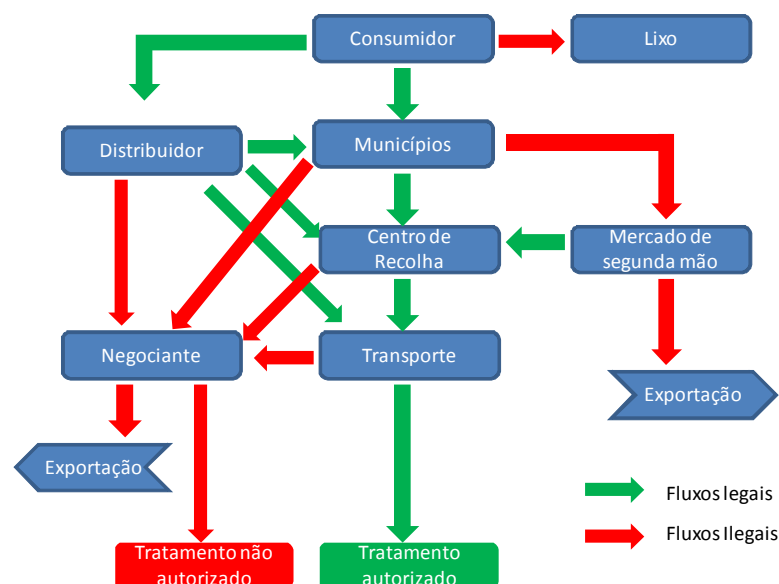 Consumidor
Lixo
Distribuidor
Municípios
Centro de
Recolha
Mercado de
segunda mão
Negociante
Transporte
Exportação
Exportação
Fluxos legais
Fluxos Ilegais
Tratamento não
autorizado
Tratamento
autorizado